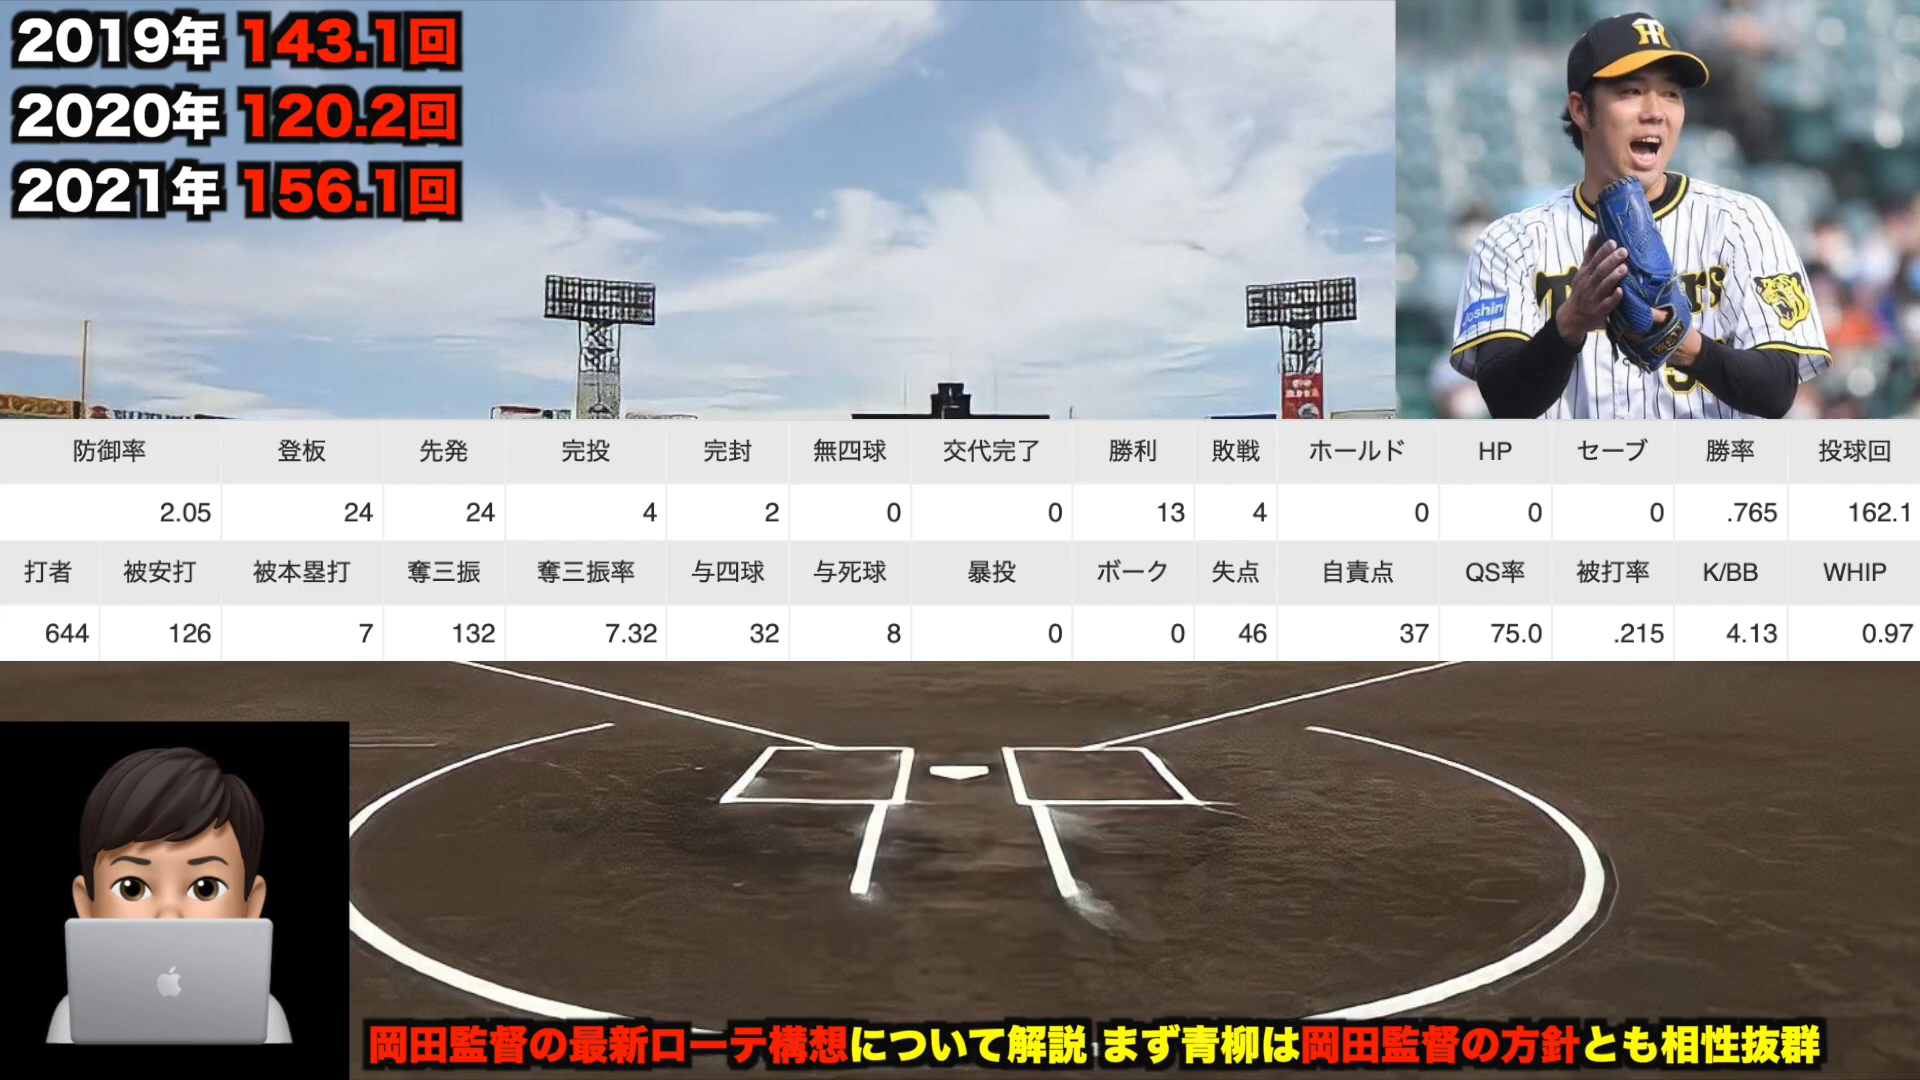 2019年 143.1回
2020年 120.2回
2021年 156.1回
Joshin
防御率 登板 先発 完投 完封 無四球 交代完了 勝利 敗戦 ホールド HP セーブ 勝率 投球回
2.05 24 24 4 2 0 0 13 4 0 0 0 .765 162.1
打者 被安打 被本塁打 奪三振 奪三振率 与四球 与死球 暴投 ボーク 失点 自責点 QS率 被打率 K/BB WHIP
644 126 7 132 7.32 32 8 0 0 46 37 75.0 .215 4.13 0.97
岡田監督の最新ローテ構想について解説 まず青柳は岡田監督の方針とも相性抜群